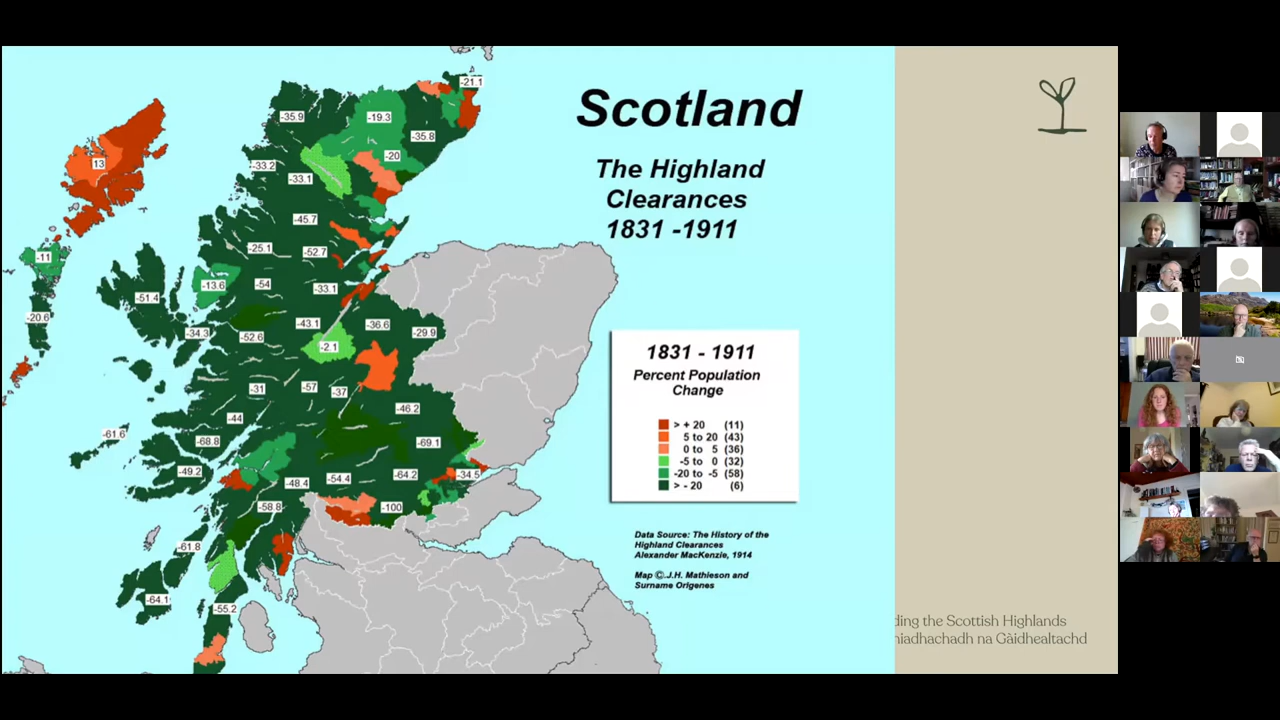 Scotland
The Highland
Clearances
1831 -1911
1831 - 1911
Percent Population
Change
> + 20 (11)
5 to 20 (43)
0 to 5 (36)
-5 to 0 (32)
-20 to -5 (58)
> - 20 (6)
Data Source: The History of the
Highland Clearances
Alexander MacKenzie, 1914
Map ©.J.H. Mathieson and
Surname Origenes
-21.1
-35.9
-19.3
-35.8
-20
13
-33.2
-33.1
-45.7
-25.1
-52.7
-11
-13.6
-54
-33.1
-51.4
-20.6
-34.3
-52.6
-43.1
-36.6
-29.9
-2.1
-31
-57
-37
-46.2
-44
-61.6
-68.8
-69.1
-49.2
-48.4
-54.4
-64.2
-34.5
-58.8
-100
-61.8
-64.1
-55.2
ding the Scottish Highlands
niadhachadh na Gàidhealtachd